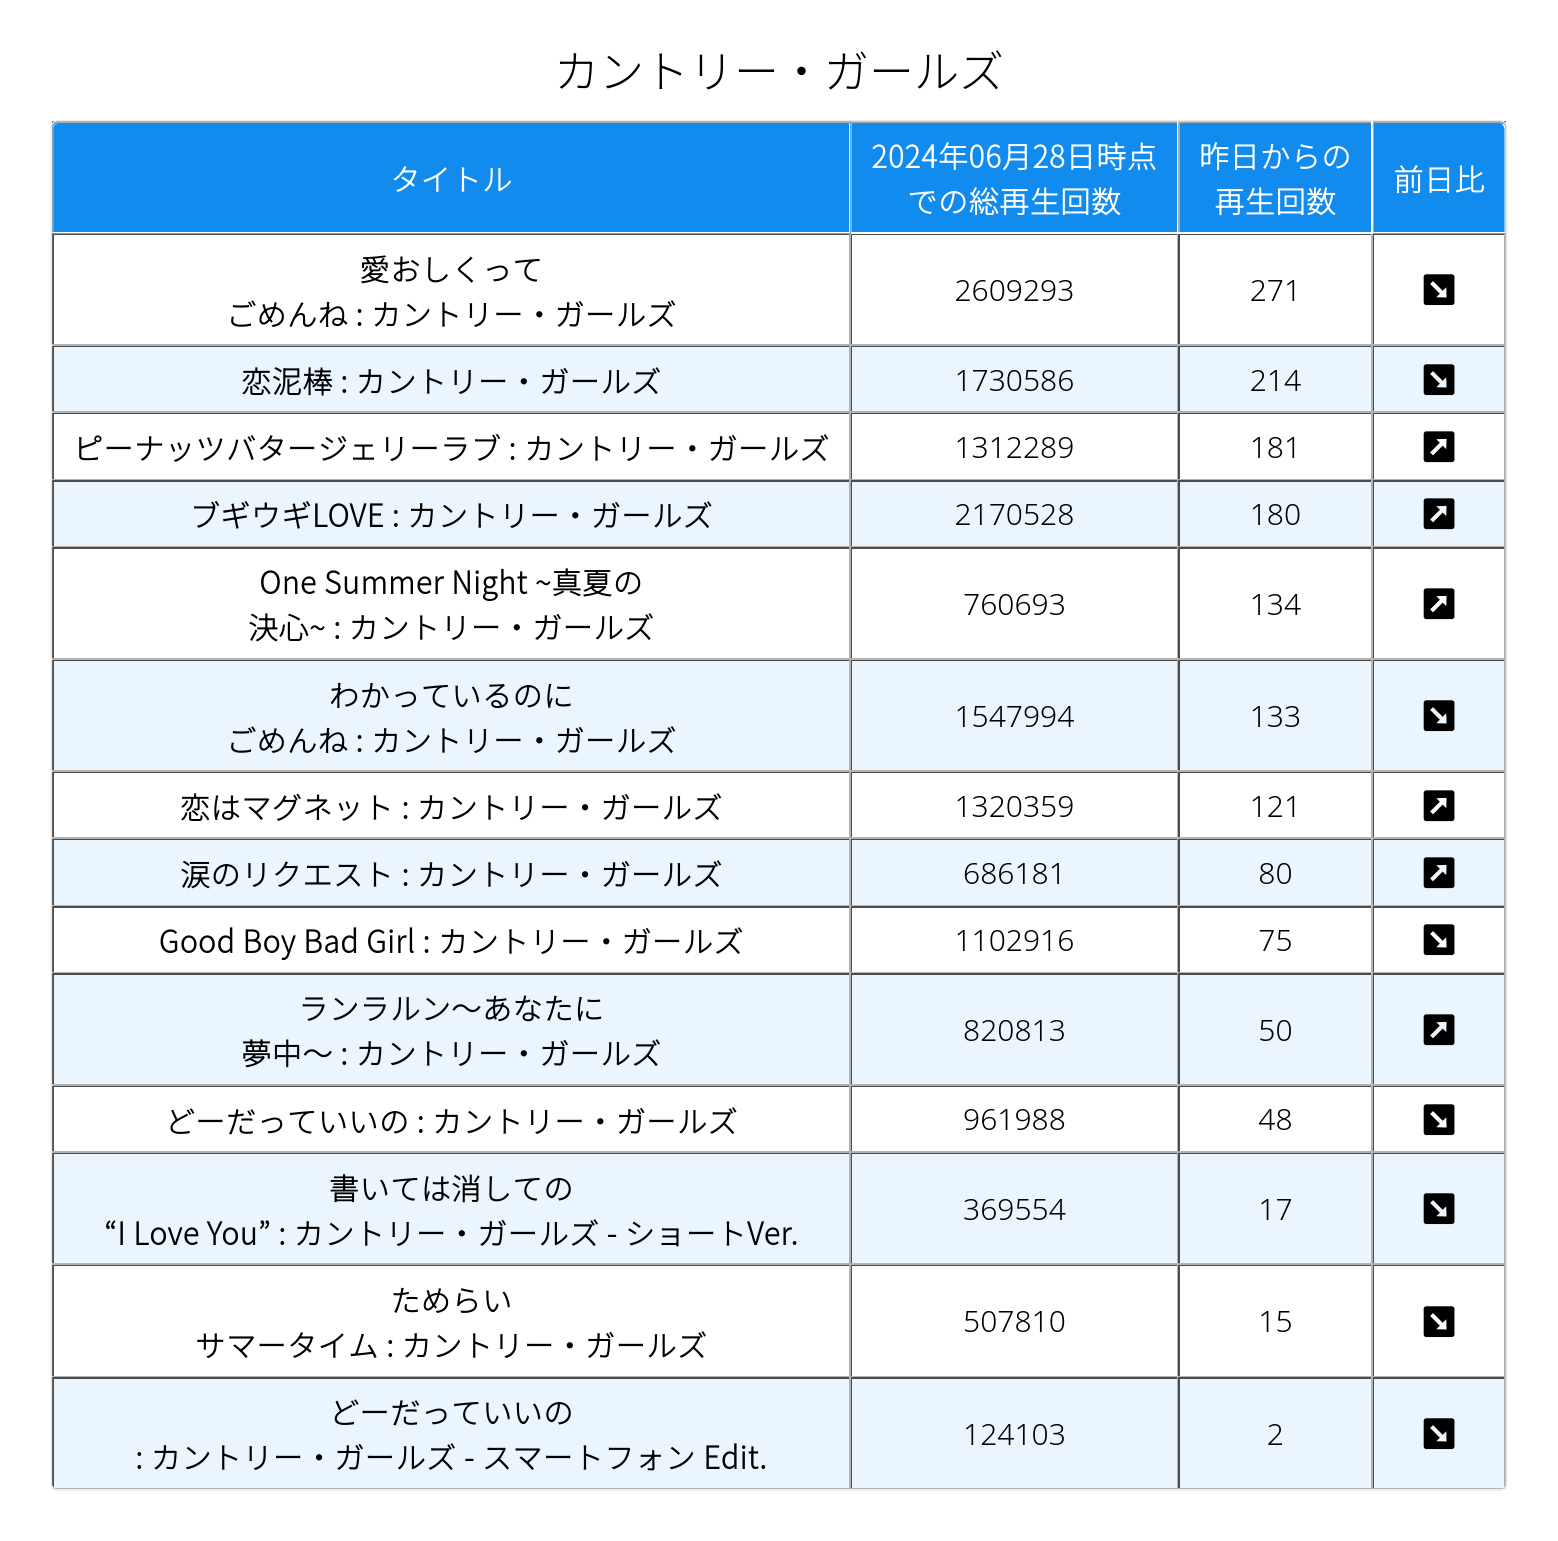 カントリー・ガールズ
タイトル
2024年06月28日時点
での総再生回数
昨日からの
再生回数
前日比
愛おしくって
ごめんね : カントリー・ガールズ
2609293
271
恋泥棒 : カントリー・ガールズ
1730586
214
ピーナッツバタージェリーラブ : カントリー・ガールズ
1312289
181
ブギウギLOVE : カントリー・ガールズ
2170528
180
One Summer Night ~真夏の
決心~ : カントリー・ガールズ
760693
134
わかっているのに
ごめんね : カントリー・ガールズ
1547994
133
恋はマグネット : カントリー・ガールズ
1320359
121
涙のリクエスト : カントリー・ガールズ
686181
80
Good Boy Bad Girl : カントリー・ガールズ
1102916
75
ランラルン〜あなたに
夢中〜 : カントリー・ガールズ
820813
50
どーだっていいの : カントリー・ガールズ
961988
48
書いては消しての
“I Love You” : カントリー・ガールズ - ショートVer.
369554
17
ためらい
サマータイム : カントリー・ガールズ
507810
15
どーだっていいの
: カントリー・ガールズ - スマートフォン Edit.
124103
2